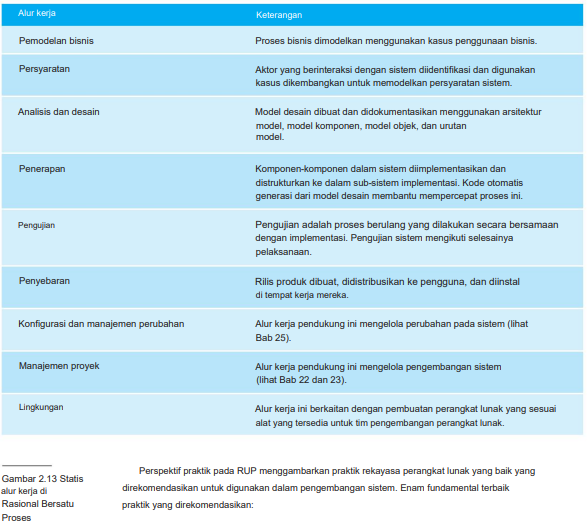 Alur kerja Keterangan
Pemodelan bisnis Proses bisnis dimodelkan menggunakan kasus penggunaan bisnis.
Persyaratan Aktor yang berinteraksi dengan sistem diidentifikasi dan digunakan
kasus dikembangkan untuk memodelkan persyaratan sistem.
Analisis dan desain Model desain dibuat dan didokumentasikan menggunakan arsitektur
model, model komponen, model objek, dan urutan
model.
Penerapan Komponen-komponen dalam sistem diimplementasikan dan
distrukturkan ke dalam sub-sistem implementasi. Kode otomatis
generasi dari model desain membantu mempercepat proses ini.
Pengujian Pengujian adalah proses berulang yang dilakukan secara bersamaan
dengan implementasi. Pengujian sistem mengikuti selesainya
pelaksanaan.
Penyebaran Rilis produk dibuat, didistribusikan ke pengguna, dan diinstal
di tempat kerja mereka.
Konfigurasi dan manajemen perubahan Alur kerja pendukung ini mengelola perubahan pada sistem (lihat
Bab 25).
Manajemen proyek Alur kerja pendukung ini mengelola pengembangan sistem
(lihat Bab 22 dan 23).
Lingkungan Alur kerja ini berkaitan dengan pembuatan perangkat lunak yang sesuai
alat yang tersedia untuk tim pengembangan perangkat lunak.
Gambar 2.13 Statis
alur kerja di
Rasional Bersatu
Proses
Perspektif praktik pada RUP menggambarkan praktik rekayasa perangkat lunak yang baik yang
direkomendasikan untuk digunakan dalam pengembangan sistem. Enam fundamental terbaik
praktik yang direkomendasikan: